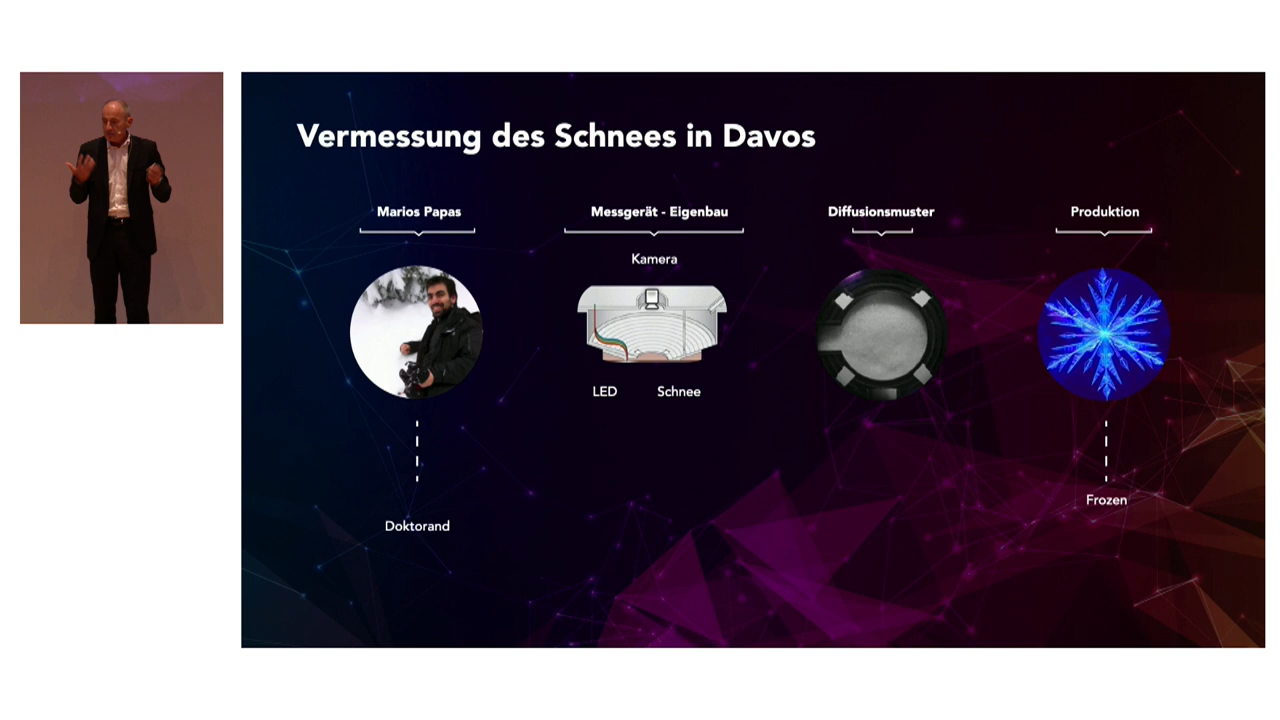 Vermessung des Schnees in Davos
Marios Papas
Messgerät - Eigenbau
Diffusionsmuster
Produktion
Kamera
LED
Schnee
Doktorand
Frozen